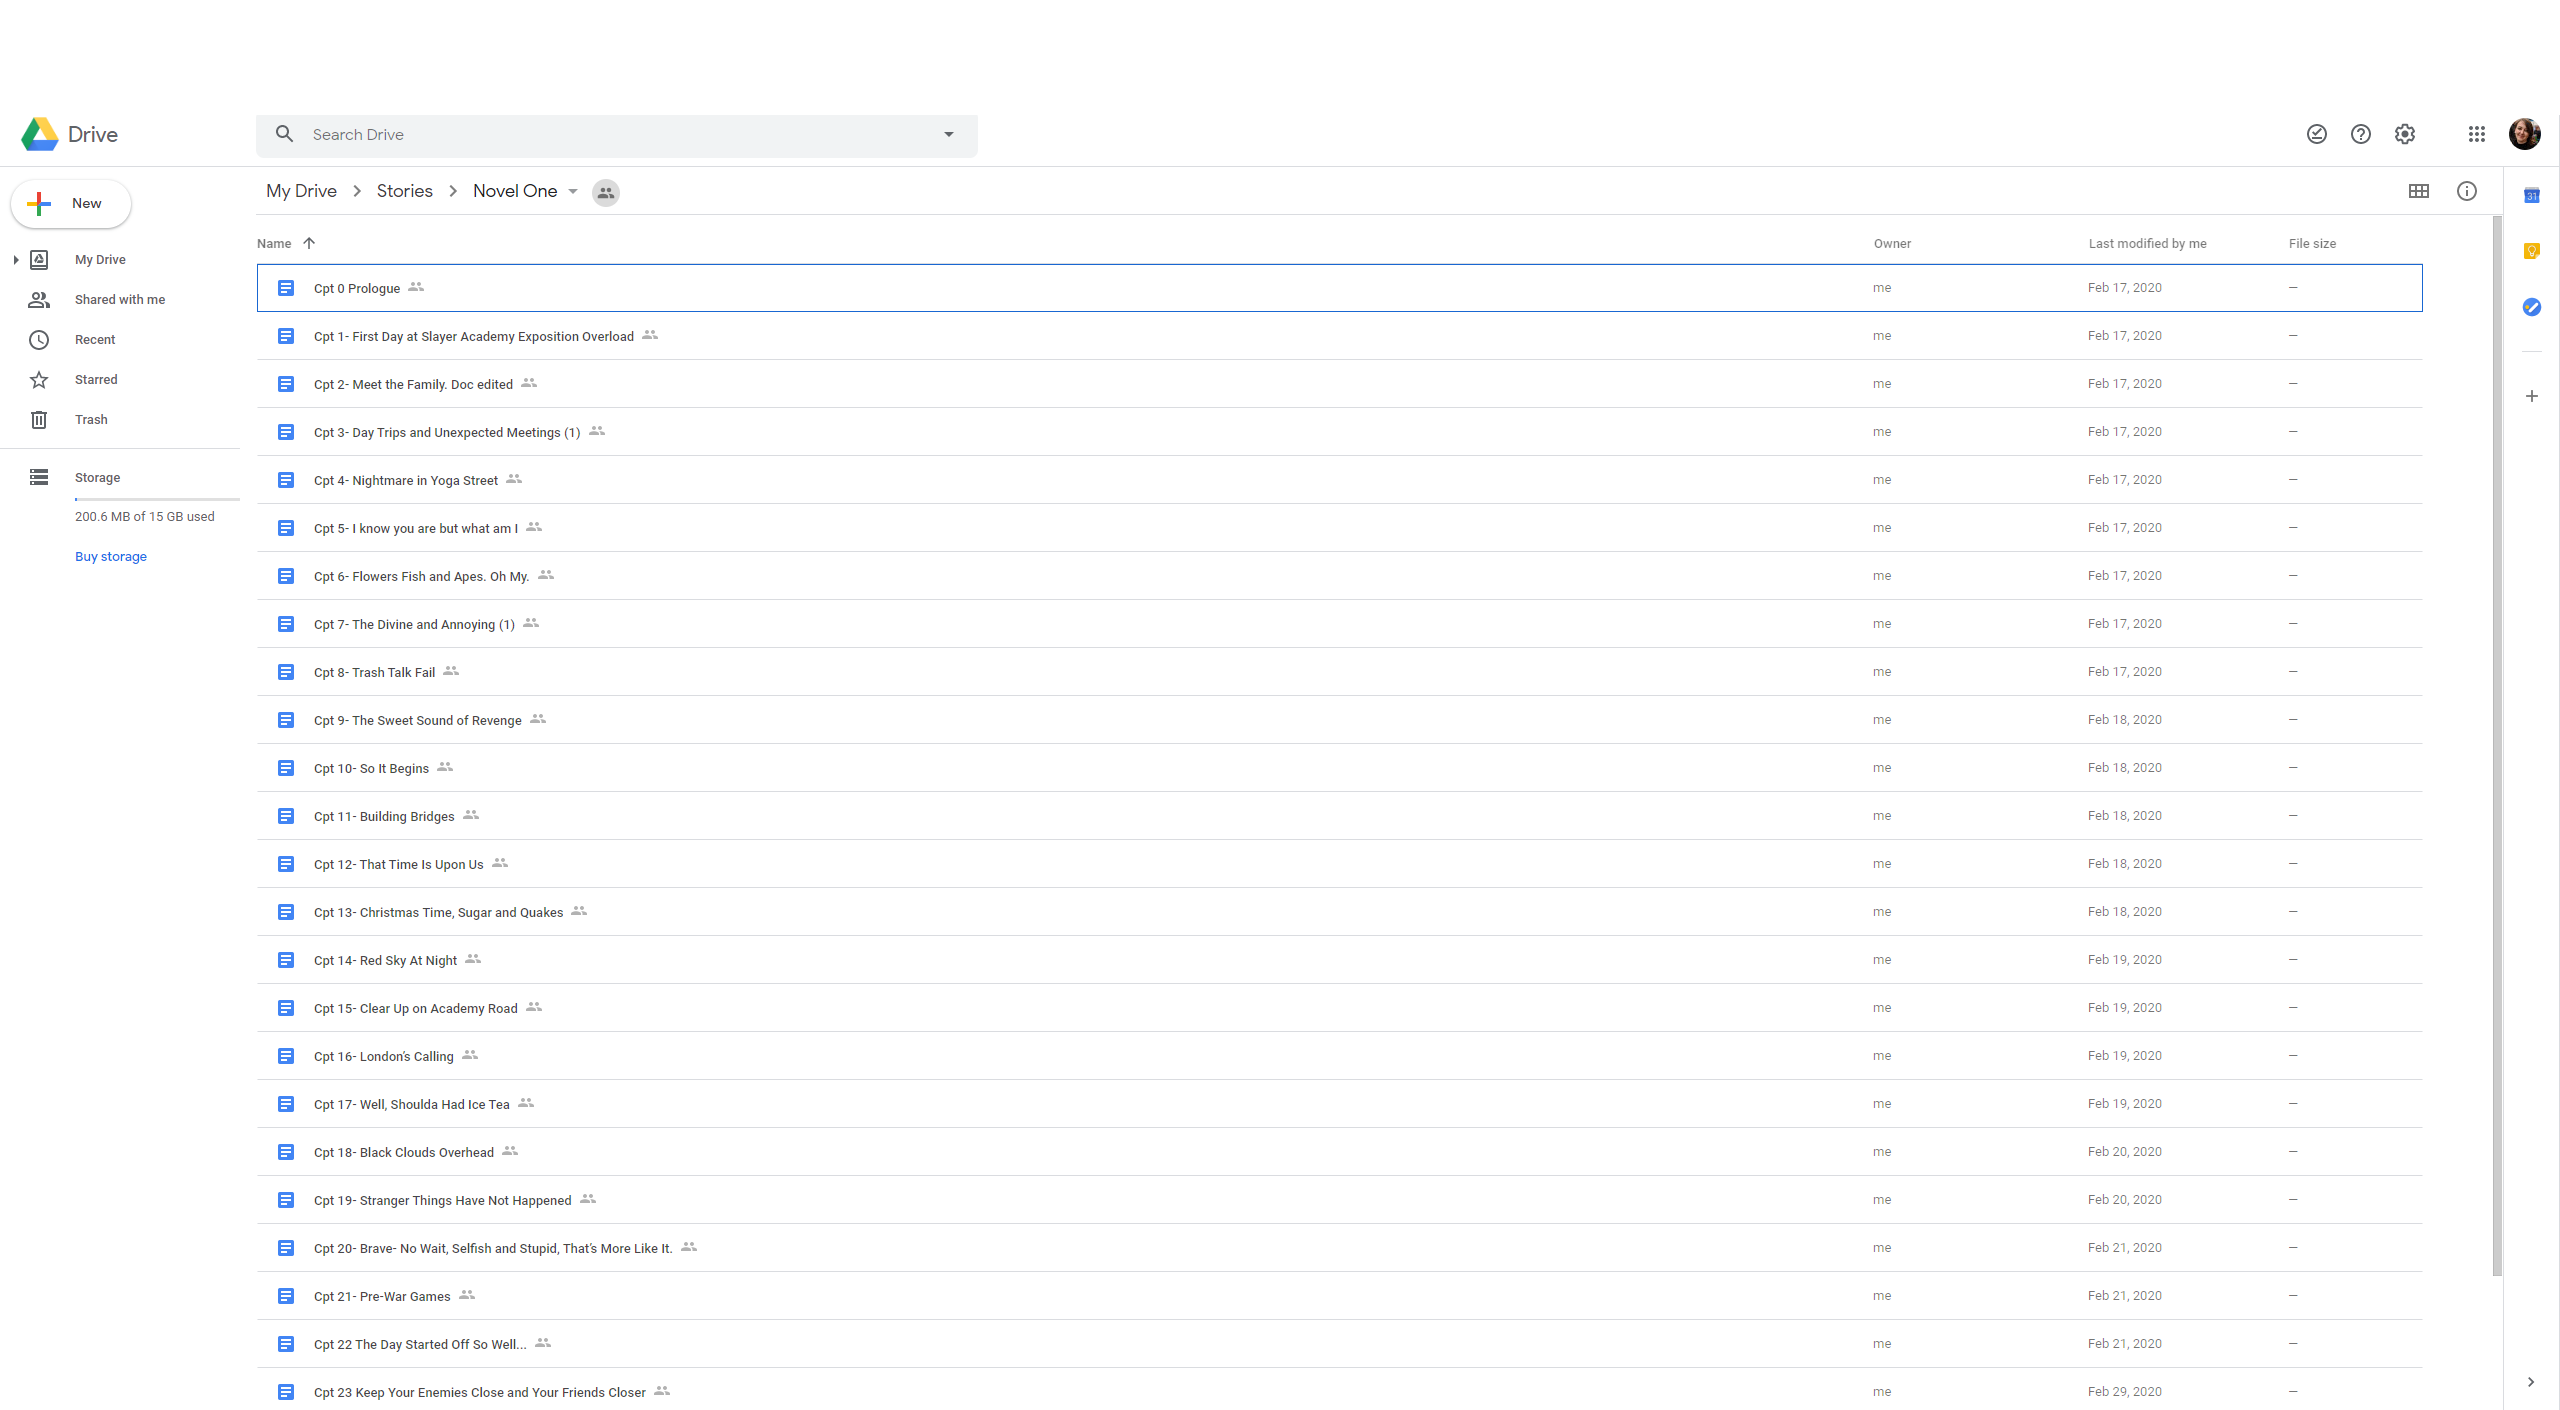 Drive
Search Drive
New
My Drive
Shared with me
Recent
Starred
Trash
Storage
200.6 MB of 15 GB used
Buy storage
My Drive > Stories > Novel One
Name Owner Last modified by me File size
Cpt 0 Prologue me Feb 17, 2020 —
Cpt 1- First Day at Slayer Academy Exposition Overload me Feb 17, 2020 —
Cpt 2- Meet the Family. Doc edited me Feb 17, 2020 —
Cpt 3- Day Trips and Unexpected Meetings (1) me Feb 17, 2020 —
Cpt 4- Nightmare in Yoga Street me Feb 17, 2020 —
Cpt 5- I know you are but what am I me Feb 17, 2020 —
Cpt 6- Flowers Fish and Apes. Oh My. me Feb 17, 2020 —
Cpt 7- The Divine and Annoying (1) me Feb 17, 2020 —
Cpt 8- Trash Talk Fail me Feb 17, 2020 —
Cpt 9- The Sweet Sound of Revenge me Feb 18, 2020 —
Cpt 10- So It Begins me Feb 18, 2020 —
Cpt 11- Building Bridges me Feb 18, 2020 —
Cpt 12- That Time Is Upon Us me Feb 18, 2020 —
Cpt 13- Christmas Time, Sugar and Quakes me Feb 18, 2020 —
Cpt 14- Red Sky At Night me Feb 19, 2020 —
Cpt 15- Clear Up on Academy Road me Feb 19, 2020 —
Cpt 16- London's Calling me Feb 19, 2020 —
Cpt 17- Well, Shoulda Had Ice Tea me Feb 19, 2020 —
Cpt 18- Black Clouds Overhead me Feb 20, 2020 —
Cpt 19- Stranger Things Have Not Happened me Feb 20, 2020 —
Cpt 20- Brave- No Wait, Selfish and Stupid, That's More Like It. me Feb 21, 2020 —
Cpt 21- Pre-War Games me Feb 21, 2020 —
Cpt 22 The Day Started Off So Well... me Feb 21, 2020 —
Cpt 23 Keep Your Enemies Close and Your Friends Closer me Feb 29, 2020 —
31